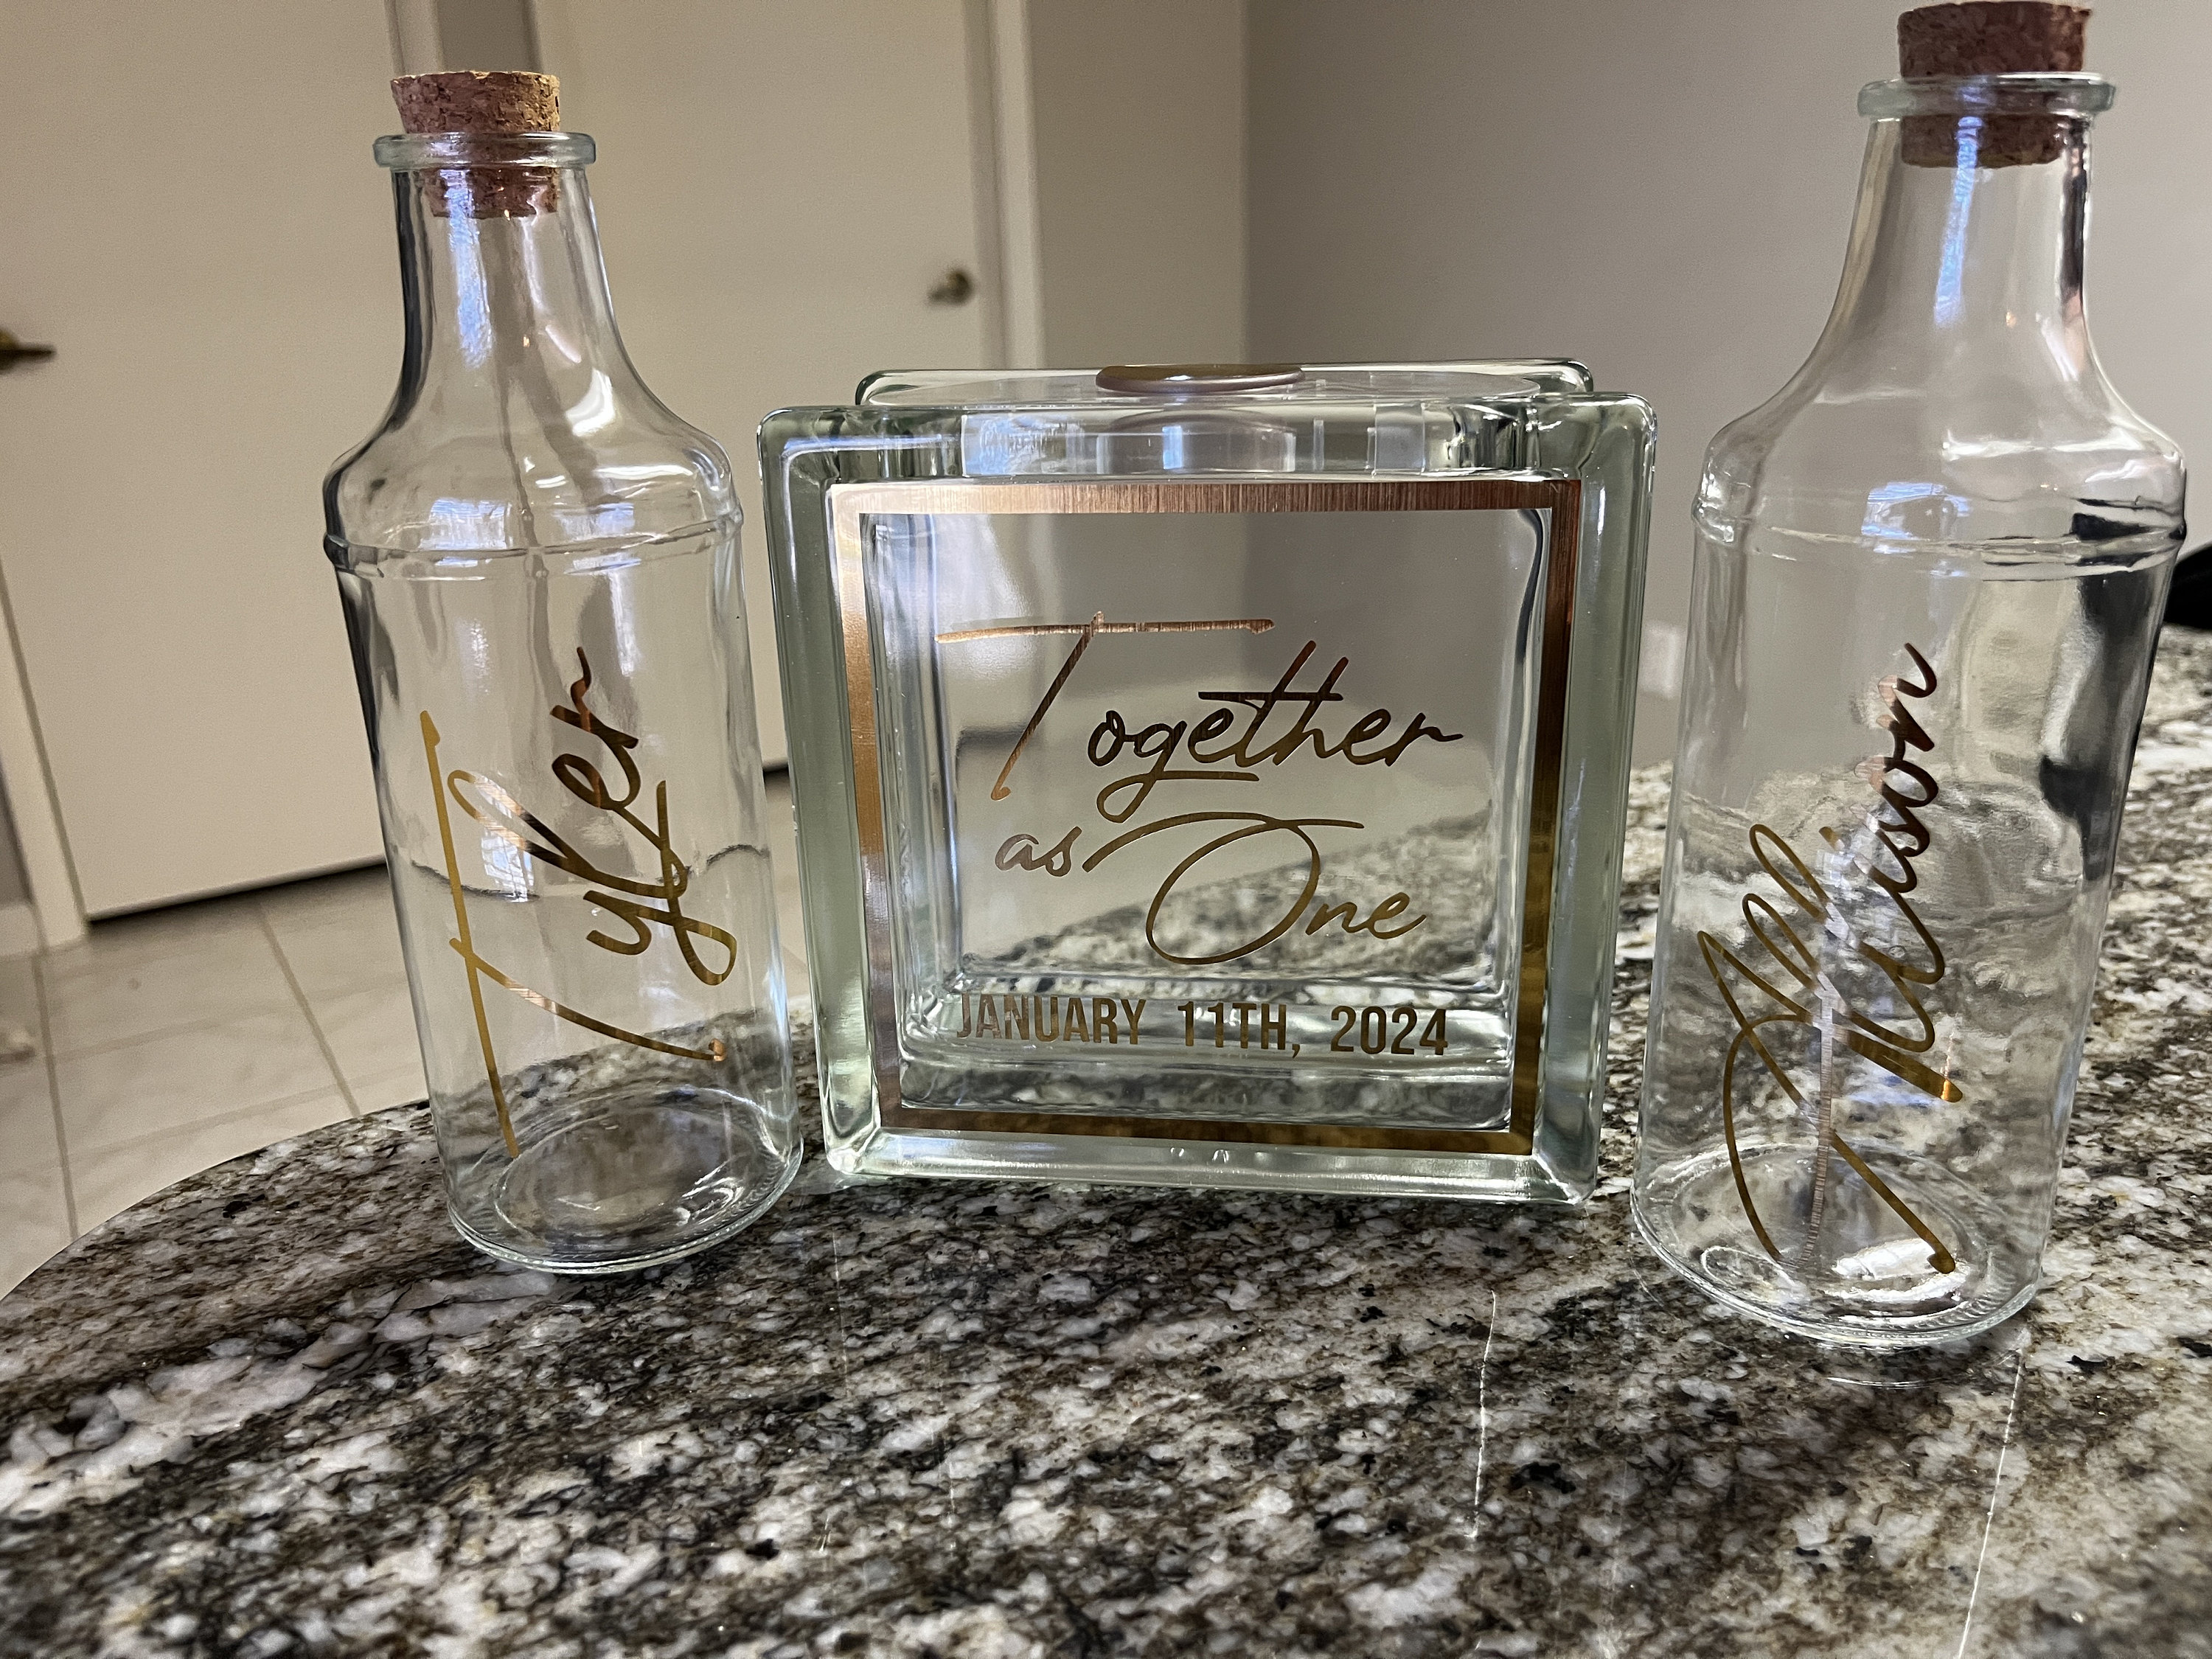 Tyler
Together
as One
JANUARY 11TH, 2024
Allison